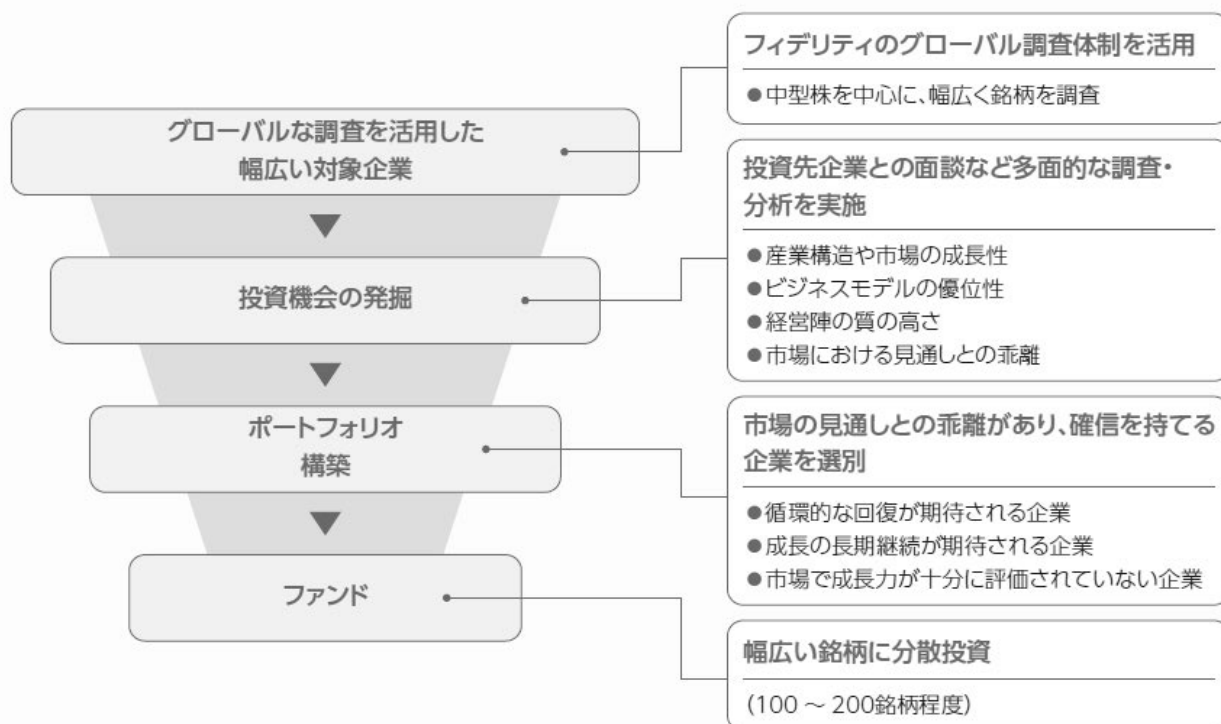 グローバルな調査を活用した
幅広い対象企業
フィデリティのグローバル調査体制を活用
●中型株を中心に、幅広く銘柄を調査
▼
投資機会の発掘
投資先企業との面談など多面的な調査・
分析を実施
●産業構造や市場の成長性
●ビジネスモデルの優位性
●経営陣の質の高さ
●市場における見通しとの乖離
▼
ポートフォリオ
構築
市場の見通しとの乖離があり、確信を持てる
企業を選別
●循環的な回復が期待される企業
●成長の長期継続が期待される企業
●市場で成長力が十分に評価されていない企業
▼
ファンド
幅広い銘柄に分散投資
(100 ～ 200銘柄程度)